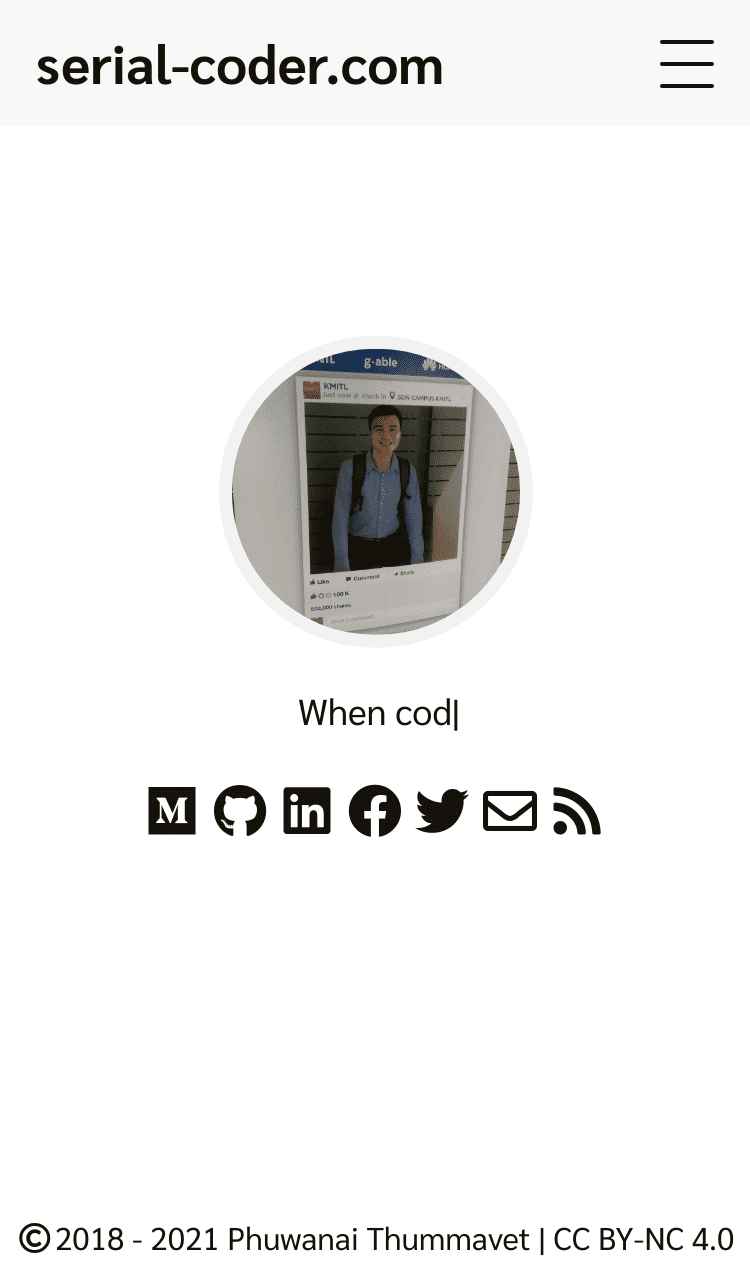 serial-coder.com
g-able
KMITL
Just now @ check in SDN CAMPUS KMITL
Like Comment Share
100 K
500,000 shares
When cod|
M
in
© 2018 - 2021 Phuwanai Thummavet | CC BY-NC 4.0